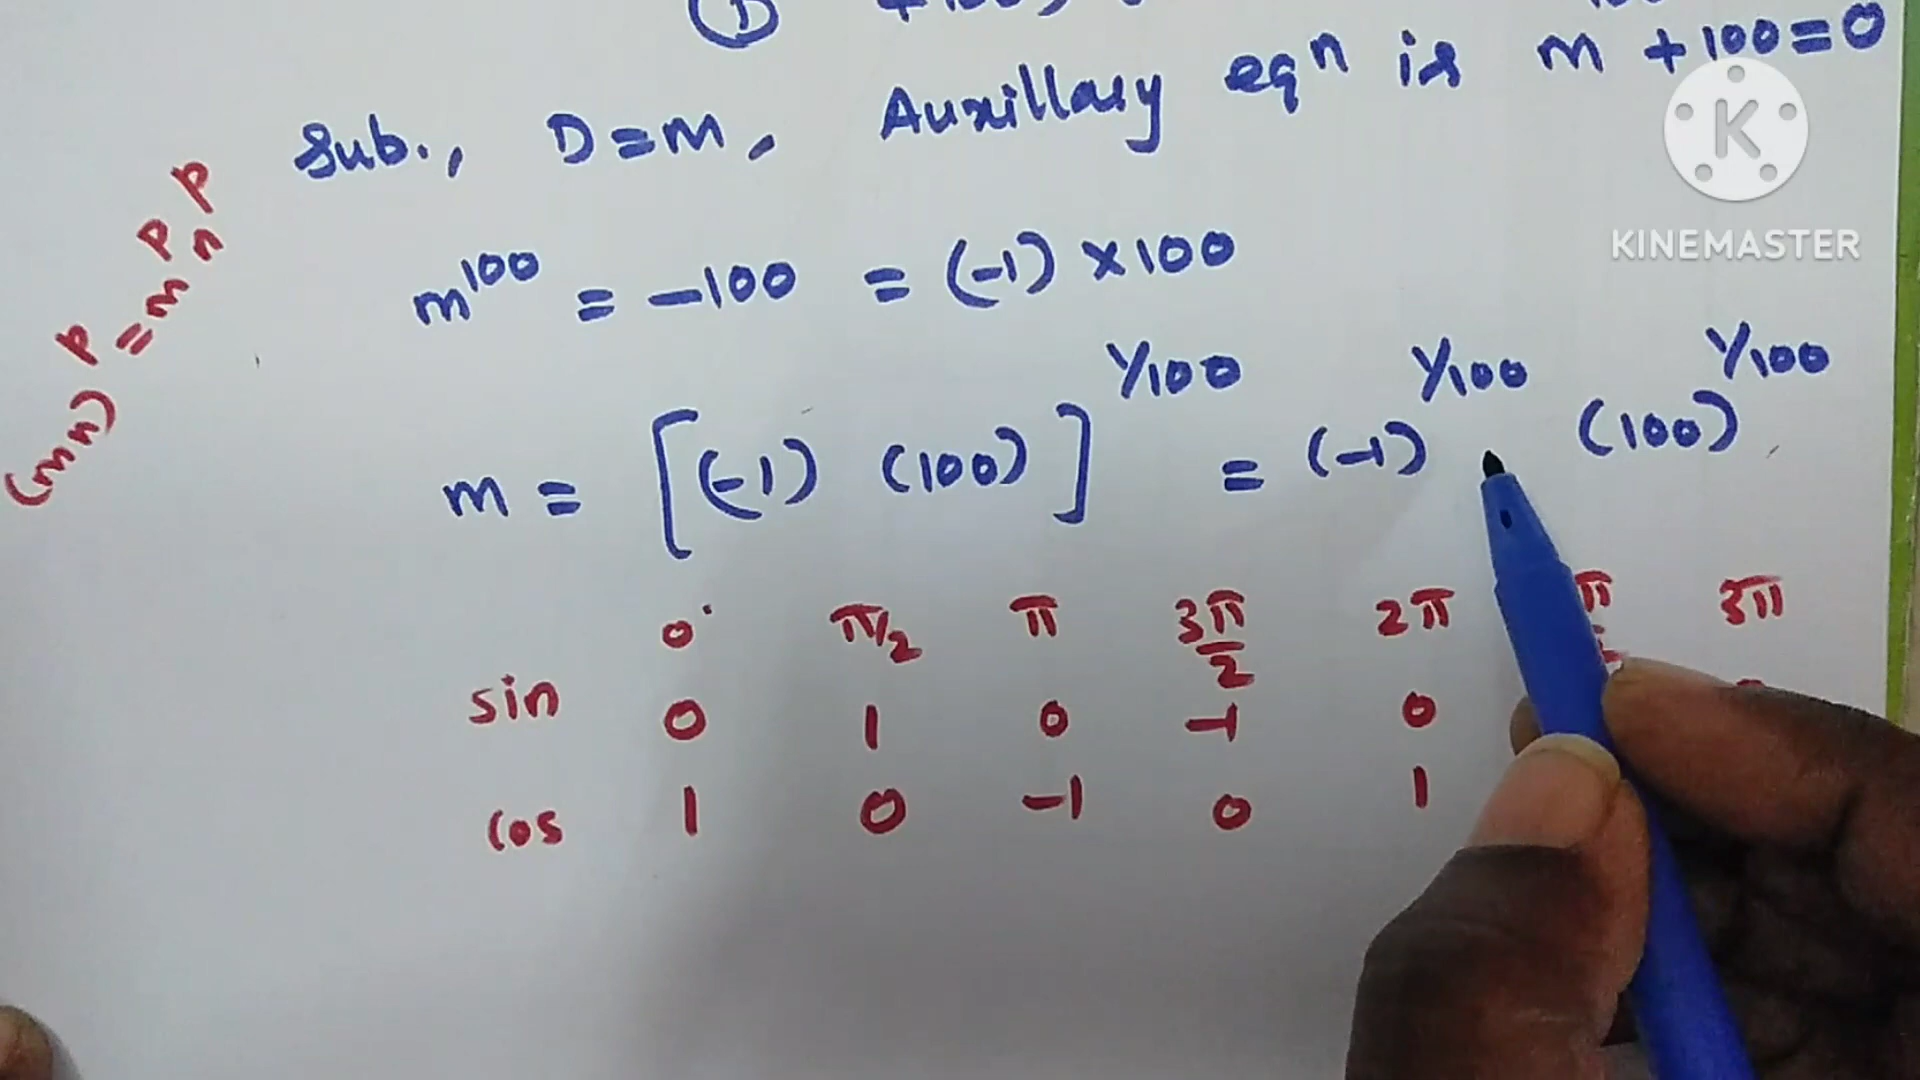 Sub., D=m, Auxillary eqⁿ is m +100=0
KINEMASTER
(mn)ᵖ = mᵖ nᵖ
m¹⁰⁰ = -100 = (-1) ×100
m = [(-1) (100)]^1/100 = (-1)^1/100 (100)^1/100
0° π/2 π 3π/2 2π 3π
sin 0 1 0 -1 0
cos 1 0 -1 0 1